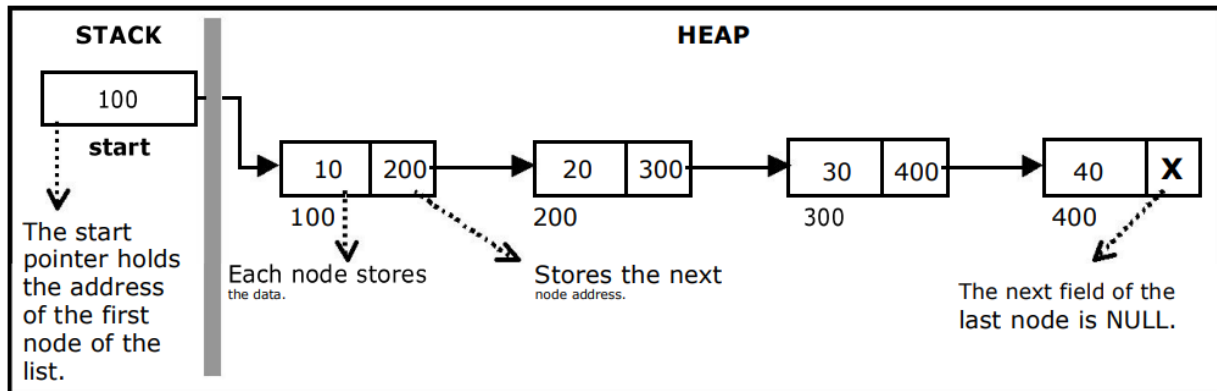 STACK
HEAP
100
start
10 200
20 300
30 400
40 X
100
200
300
400
The start
pointer holds
the address
of the first
node of the
list.
Each node stores
the data.
Stores the next
node address.
The next field of the
last node is NULL.